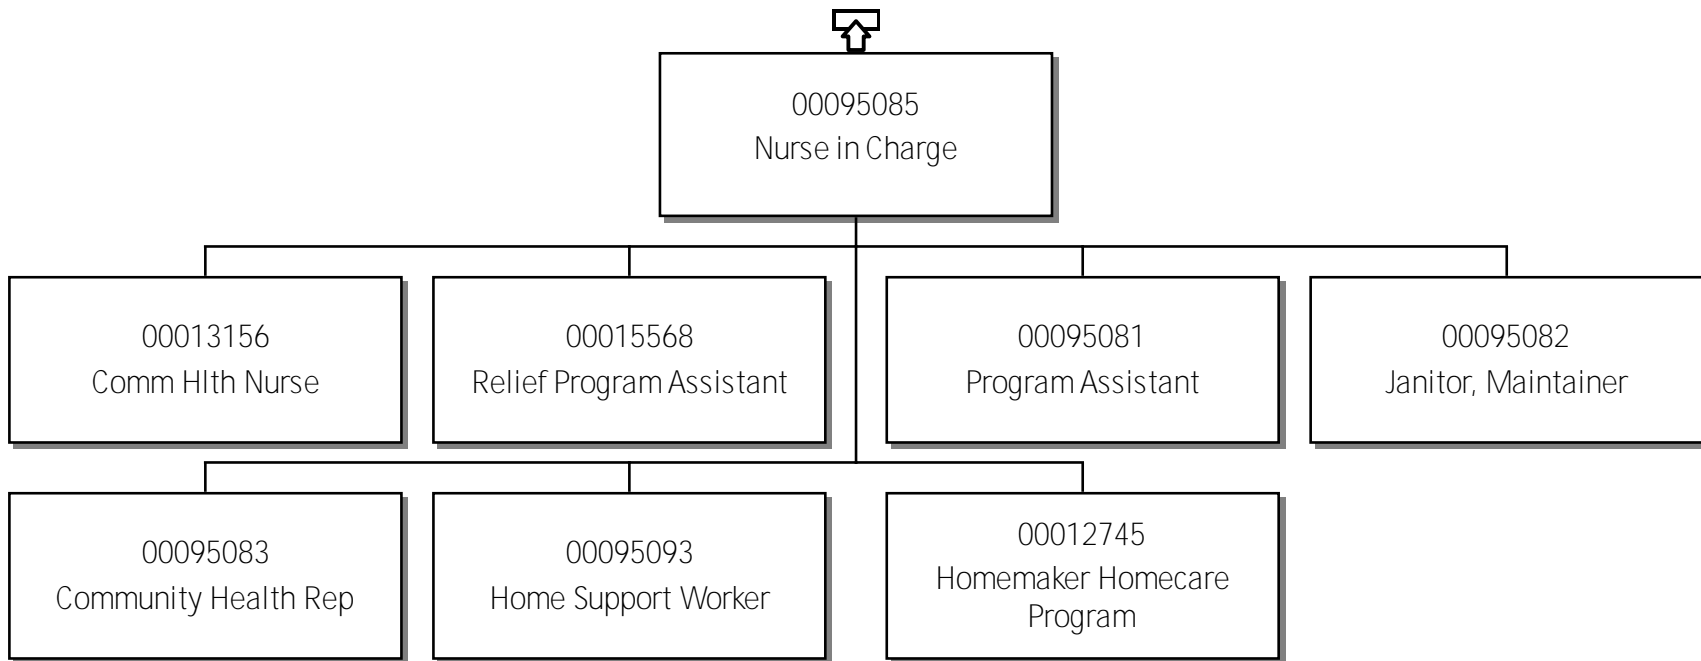 00095085
Nurse in Charge
00013156
Comm Hlth Nurse
00015568
Relief Program Assistant
00095081
Program Assistant
00095082
Janitor, Maintainer
00095083
Community Health Rep
00095093
Home Support Worker
00012745
Homemaker Homecare
Program